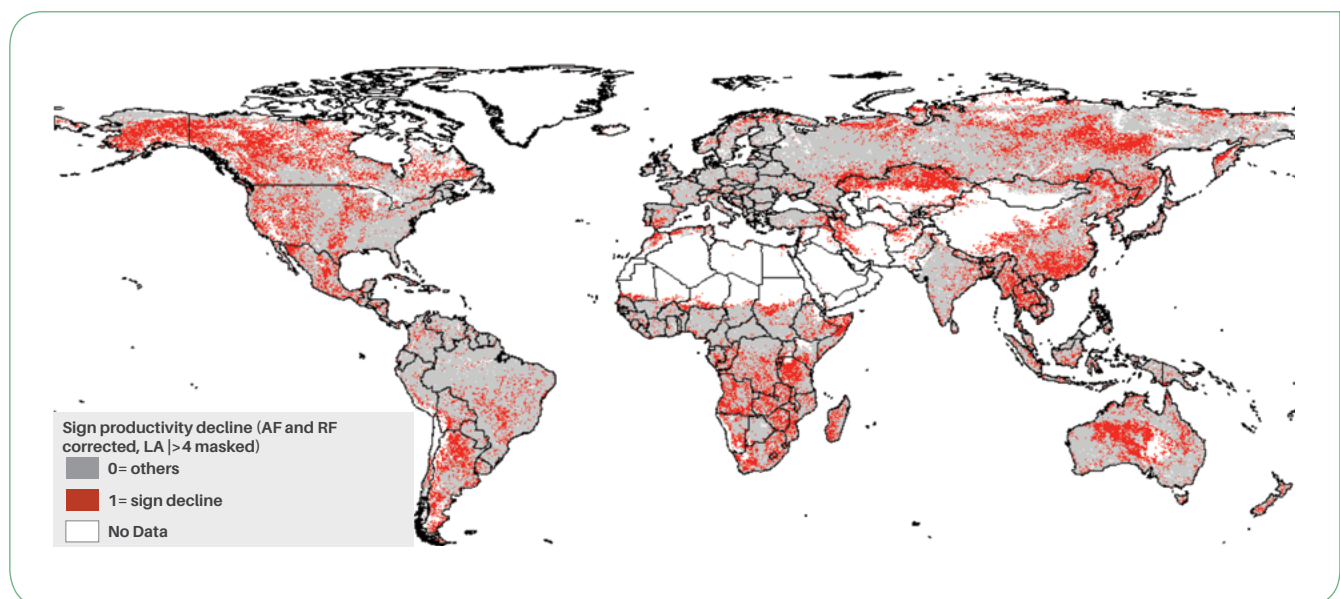 Sign productivity decline (AF and RF
corrected, LA |>4 masked)
0= others
1= sign decline
No Data